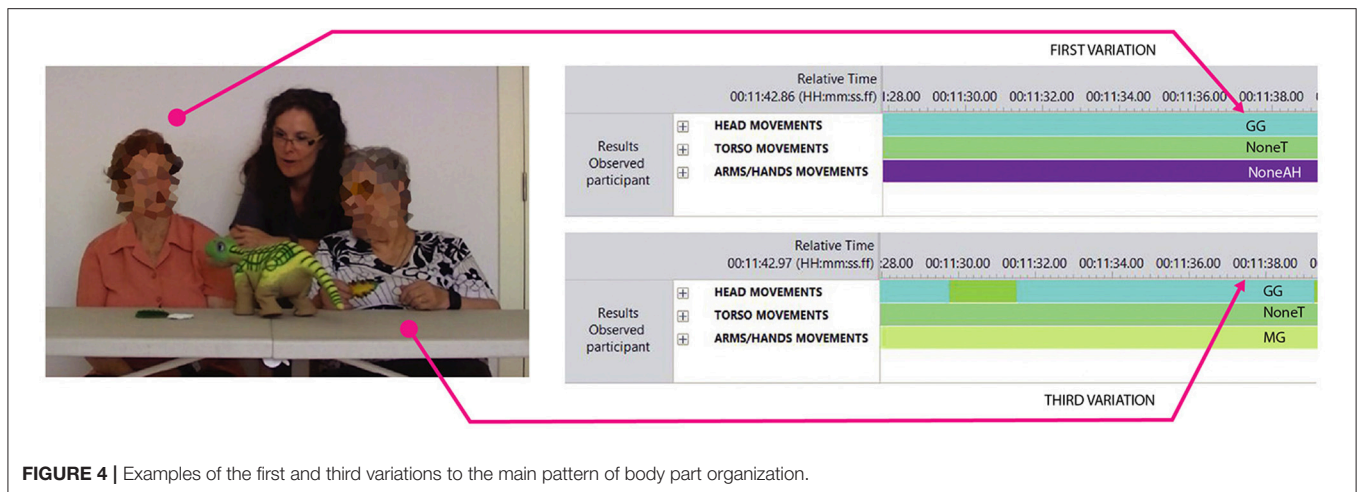 FIRST VARIATION
Relative Time
00:11:42.86 (HH:mm:ss.ff) l:28.00 00:11:30.00 00:11:32.00 00:11:34.00 00:11:36.00 00:11:38.00
Results
Observed
participant
HEAD MOVEMENTS GG
TORSO MOVEMENTS NoneT
ARMS/HANDS MOVEMENTS NoneAH
Relative Time
00:11:42.97 (HH:mm:ss.ff) :28.00 00:11:30.00 00:11:32.00 00:11:34.00 00:11:36.00 00:11:38.00 0
Results
Observed
participant
HEAD MOVEMENTS GG
TORSO MOVEMENTS NoneT
ARMS/HANDS MOVEMENTS MG
THIRD VARIATION
FIGURE 4 | Examples of the first and third variations to the main pattern of body part organization.